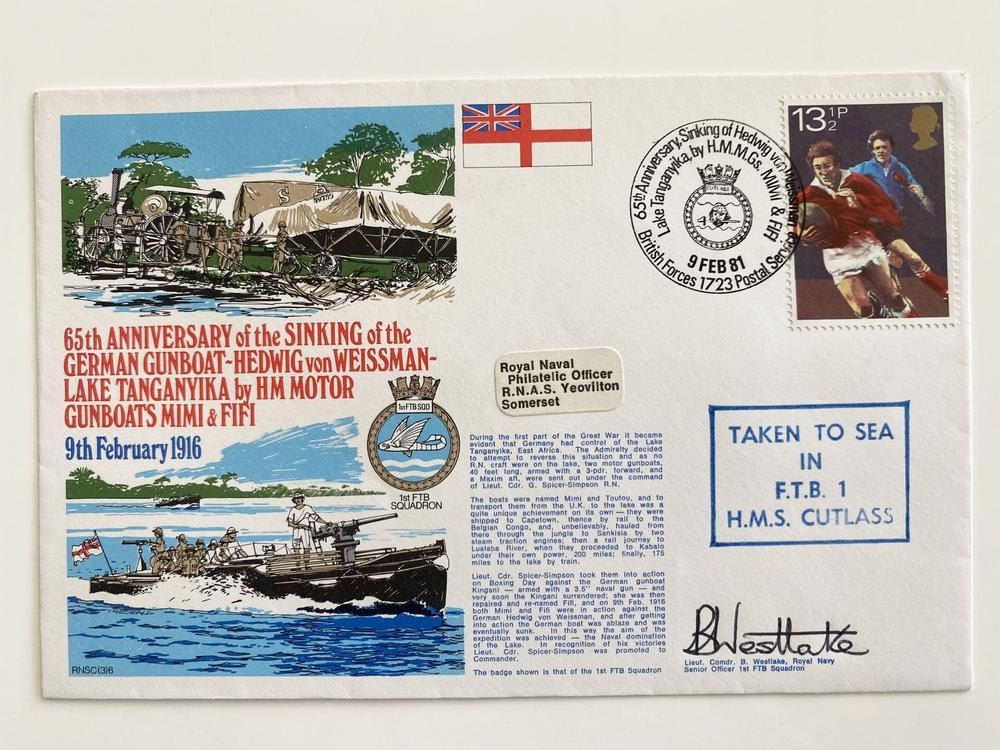 65th ANNIVERSARY of the SINKING of the
GERMAN GUNBOAT-HEDWIG von WEISSMAN-
LAKE TANGANYIKA by HM MOTOR
GUNBOATS MIMI & FIFI
9th February 1916
1st FTB SQD
1st FTB
SQUADRON
RNSC(3)6
65th Anniversary, Sinking of Hedwig von Weissman
Lake Tanganyika, by H.M.M.Gs. MIMI & FIFI
CUTLASS
9 FEB 81
British Forces 1723 Postal Service
13½P
Royal Naval
Philatelic Officer
R.N.A.S. Yeovilton
Somerset
During the first part of the Great War it became
evident that Germany had control of the Lake
Tanganyika, East Africa. The Admiralty decided
to attempt to reverse this situation and as no
R.N. craft were on the lake, two motor gunboats,
40 feet long, armed with a 3-pdr. forward, and
a Maxim aft, were sent out under the command
of Lieut. Cdr. G. Spicer-Simpson R.N.
The boats were named Mimi and Toutou, and to
transport them from the U.K. to the lake was a
quite unique achievement on its own — they were
shipped to Capetown, thence by rail to the
Belgian Congo, and, unbelievably, hauled from
there through the jungle to Sankisia by two
steam traction engines; then a rail journey to
Lualaba River, when they proceeded to Kabalo
under their own power, 200 miles; finally, 175
miles to the lake by train.
Lieut. Cdr. Spicer-Simpson took them into action
on Boxing Day against the German gunboat
Kingani — armed with a 3.5" naval gun — and
very soon the Kingani surrendered; she was then
repaired and re-named Fifi, and on 9th Feb. 1916
both Mimi and Fifi were in action against the
German Hedwig von Weissman, and after getting
into action the German boat was ablaze and was
eventually sunk. In this way the aim of the
expedition was achieved — the Naval domination
of the Lake. In recognition of his victories
Lieut. Cdr. Spicer-Simpson was promoted to
Commander.
The badge shown is that of the 1st FTB Squadron
TAKEN TO SEA
IN
F.T.B. 1
H.M.S. CUTLASS
B Westlake
Lieut. Comdr. B. Westlake, Royal Navy
Senior Officer 1st FTB Squadron